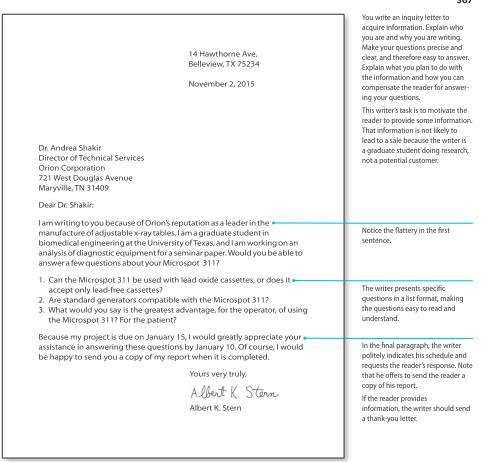 367
14 Hawthorne Ave.
Belleview, TX 75234
November 2, 2015
Dr. Andrea Shakir
Director of Technical Services
Orion Corporation
721 West Douglas Avenue
Maryville, TN 31409
Dear Dr. Shakir:
I am writing to you because of Orion's reputation as a leader in the
manufacture of adjustable x-ray tables. I am a graduate student in
biomedical engineering at the University of Texas, and I am working on an
analysis of diagnostic equipment for a seminar paper. Would you be able to
answer a few questions about your Microspot 311?
1. Can the Microspot 311 be used with lead oxide cassettes, or does it
accept only lead-free cassettes?
2. Are standard generators compatible with the Microspot 311?
3. What would you say is the greatest advantage, for the operator, of using
the Microspot 311? For the patient?
Because my project is due on January 15, I would greatly appreciate your
assistance in answering these questions by January 10. Of course, I would
be happy to send you a copy of my report when it is completed.
Yours very truly,
Albert K. Stern
Albert K. Stern
You write an inquiry letter to
acquire information. Explain who
you are and why you are writing.
Make your questions precise and
clear, and therefore easy to answer.
Explain what you plan to do with
the information and how you can
compensate the reader for answer-
ing your questions.
This writer's task is to motivate the
reader to provide some information.
That information is not likely to
lead to a sale because the writer is
a graduate student doing research,
not a potential customer.
Notice the flattery in the first
sentence.
The writer presents specific
questions in a list format, making
the questions easy to read and
understand.
In the final paragraph, the writer
politely indicates his schedule and
requests the reader's response. Note
that he offers to send the reader a
copy of his report.
If the reader provides
information, the writer should send
a thank-you letter.